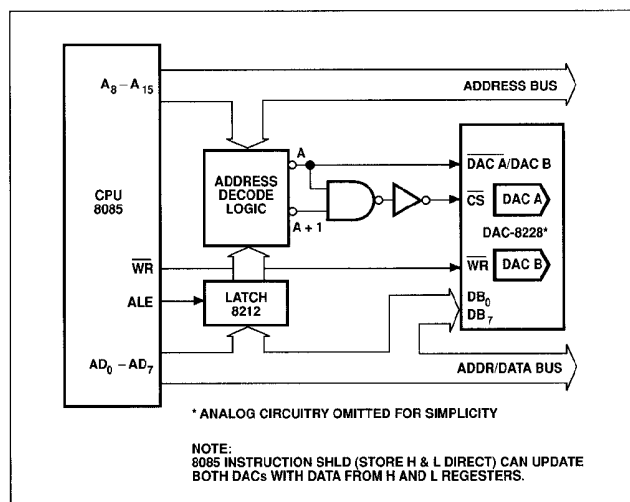 A8 – A15
ADDRESS BUS
A
DAC A/DAC B
ADDRESS
DECODE
LOGIC
CPU
8085
CS
DAC A
DAC-8228*
A + 1
WR
WR
DAC B
ALE
LATCH
8212
DB0
DB7
AD0 – AD7
ADDR/DATA BUS
* ANALOG CIRCUITRY OMITTED FOR SIMPLICITY
NOTE:
8085 INSTRUCTION SHLD (STORE H & L DIRECT) CAN UPDATE
BOTH DACs WITH DATA FROM H AND L REGESTERS.